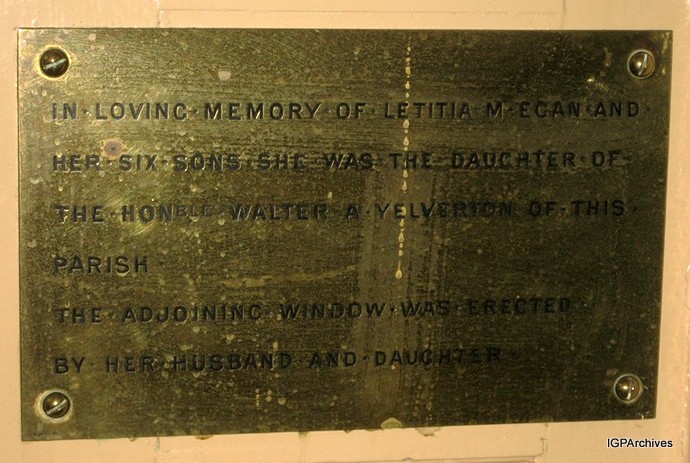 IN·LOVING·MEMORY·OF·LETITIA·M·EGAN·AND·
HER·SIX·SONS·SHE·WAS·THE·DAUGHTER·OF·
THE·HONBLE·WALTER·A·YELVERTON·OF·THIS·
PARISH·
THE·ADJOINING·WINDOW·WAS·ERECTED·
BY·HER·HUSBAND·AND·DAUGHTER·
IGPArchives